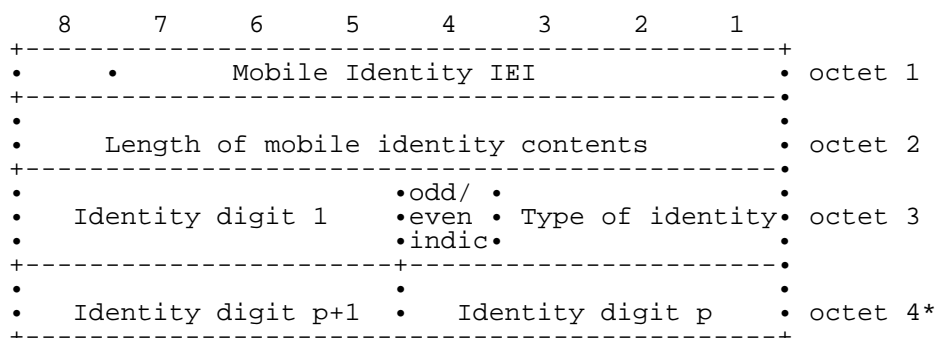 8 7 6 5 4 3 2 1
+-----------------------------------------------+
• • Mobile Identity IEI • octet 1
+-----------------------------------------------•
• •
• Length of mobile identity contents • octet 2
+-----------------------------------------------•
• •odd/ • •
• Identity digit 1 •even • Type of identity• octet 3
• •indic• •
+-----------------------+-----------------------•
• • •
• Identity digit p+1 • Identity digit p • octet 4*
+-----------------------------------------------+